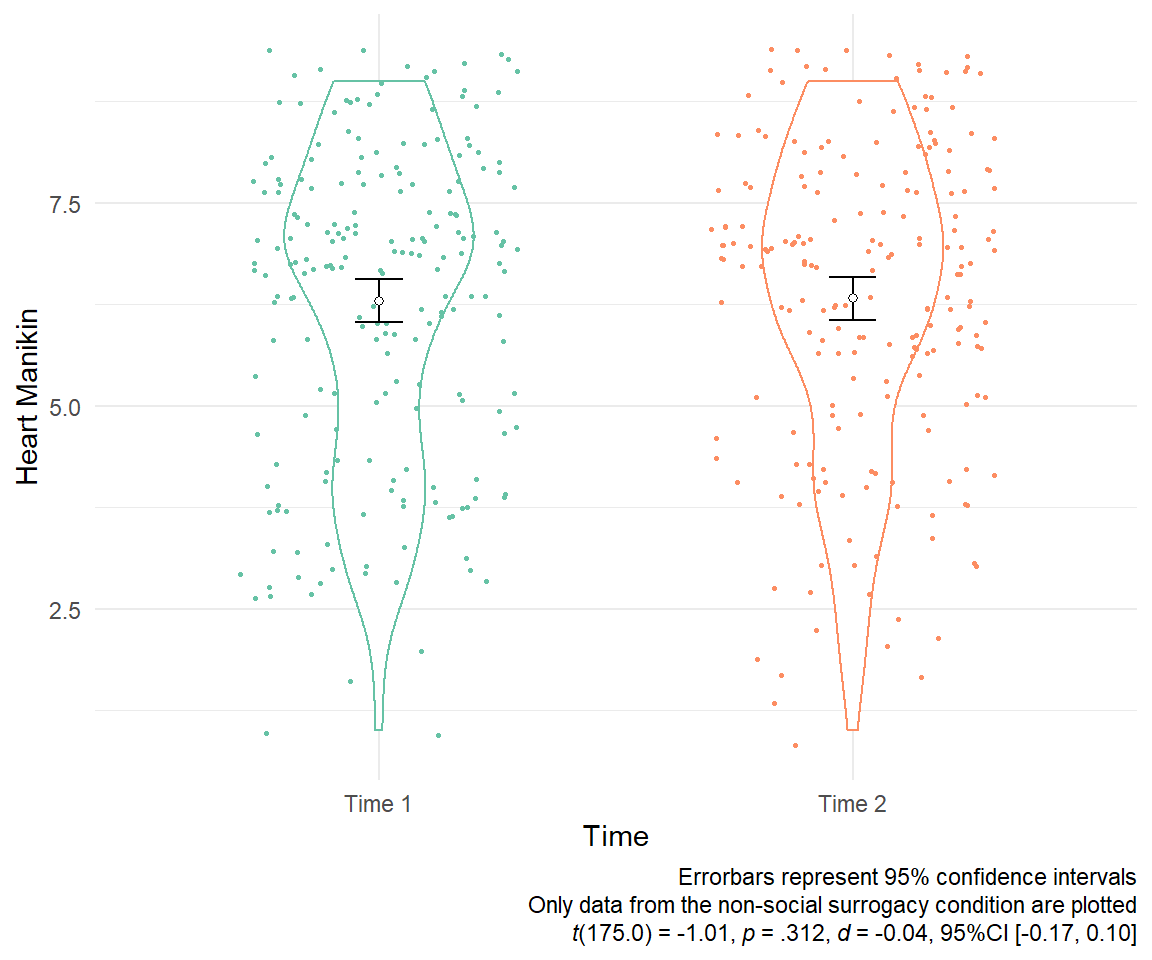 7.5
5.0
2.5
Heart Manikin
Time 1
Time 2
Time
Errorbars represent 95% confidence intervals
Only data from the non-social surrogacy condition are plotted
t(175.0) = -1.01, p = .312, d = -0.04, 95%CI [-0.17, 0.10]